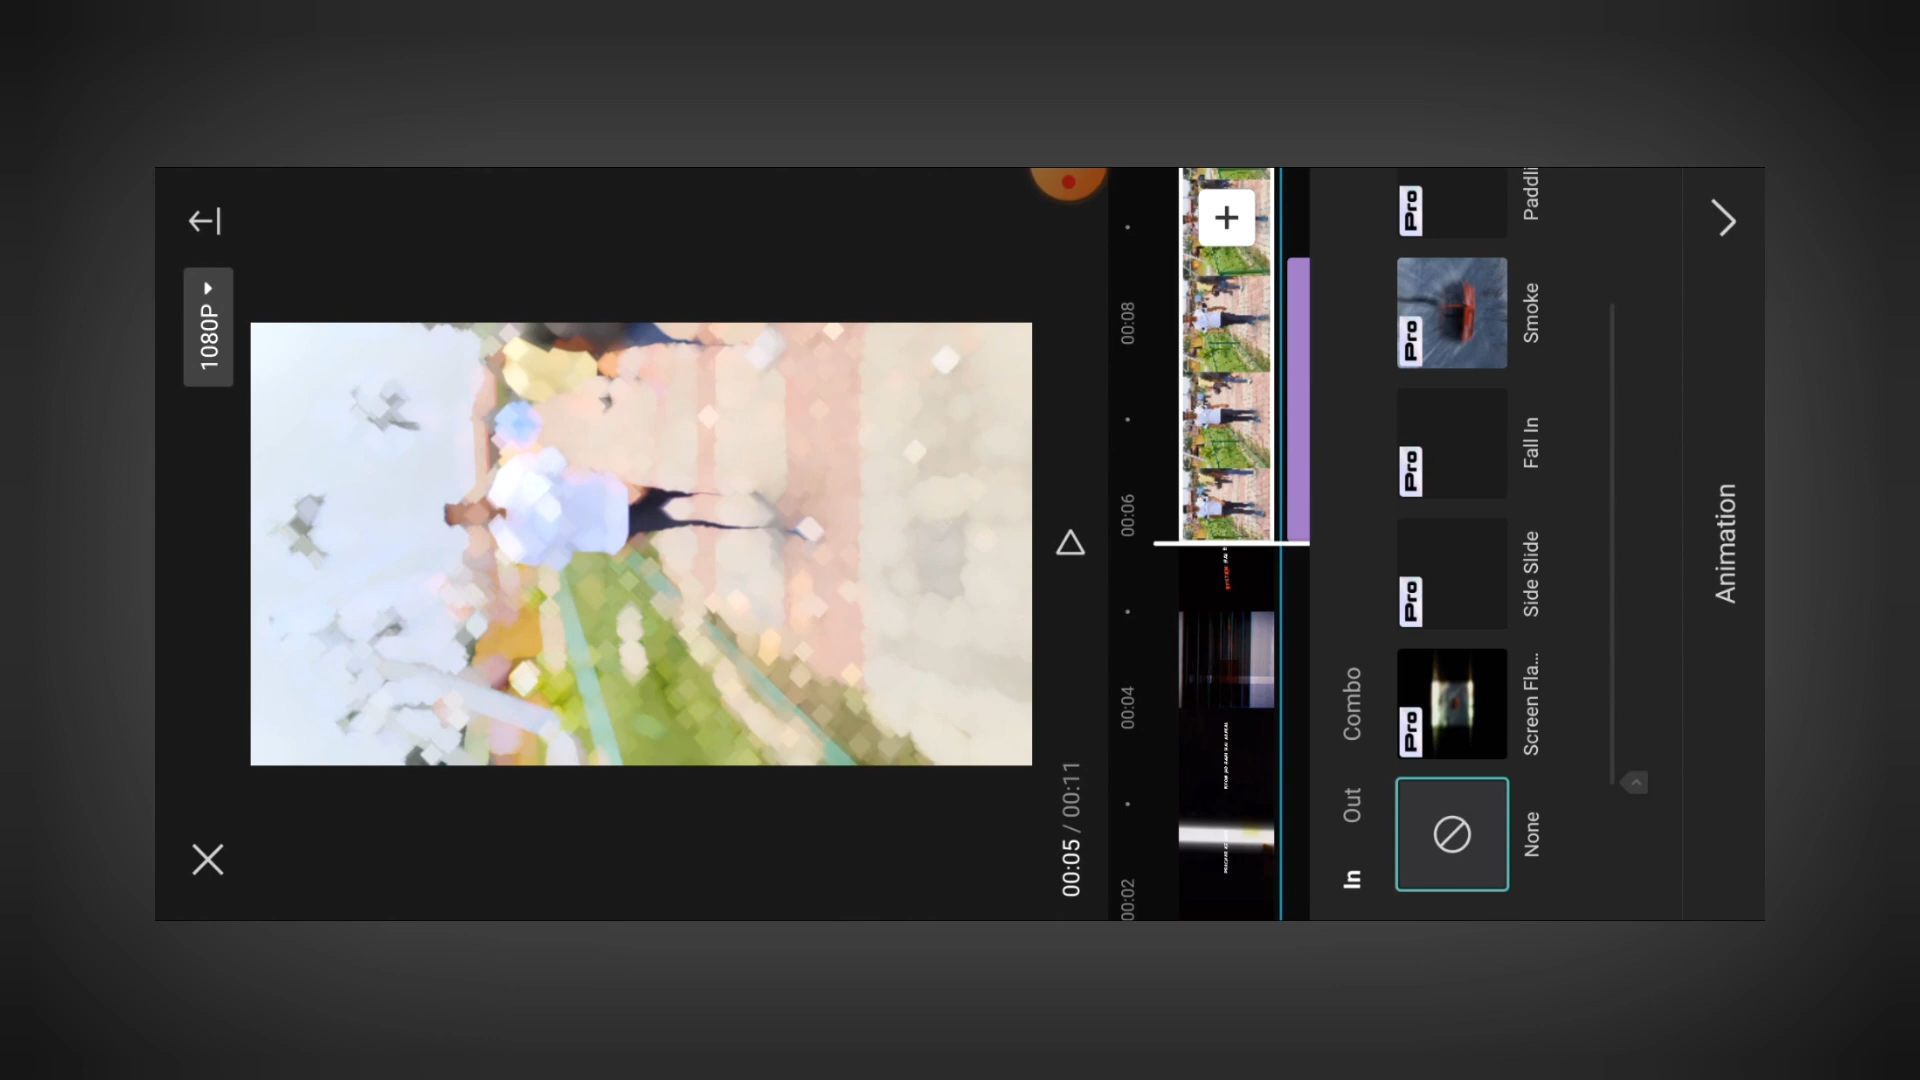 1080P
00:05 / 00:11
00:02
00:04
00:06
00:08
In
Out
Combo
None
Pro
Screen Fla...
Pro
Side Slide
Pro
Fall In
Pro
Smoke
Pro
Paddli
Animation